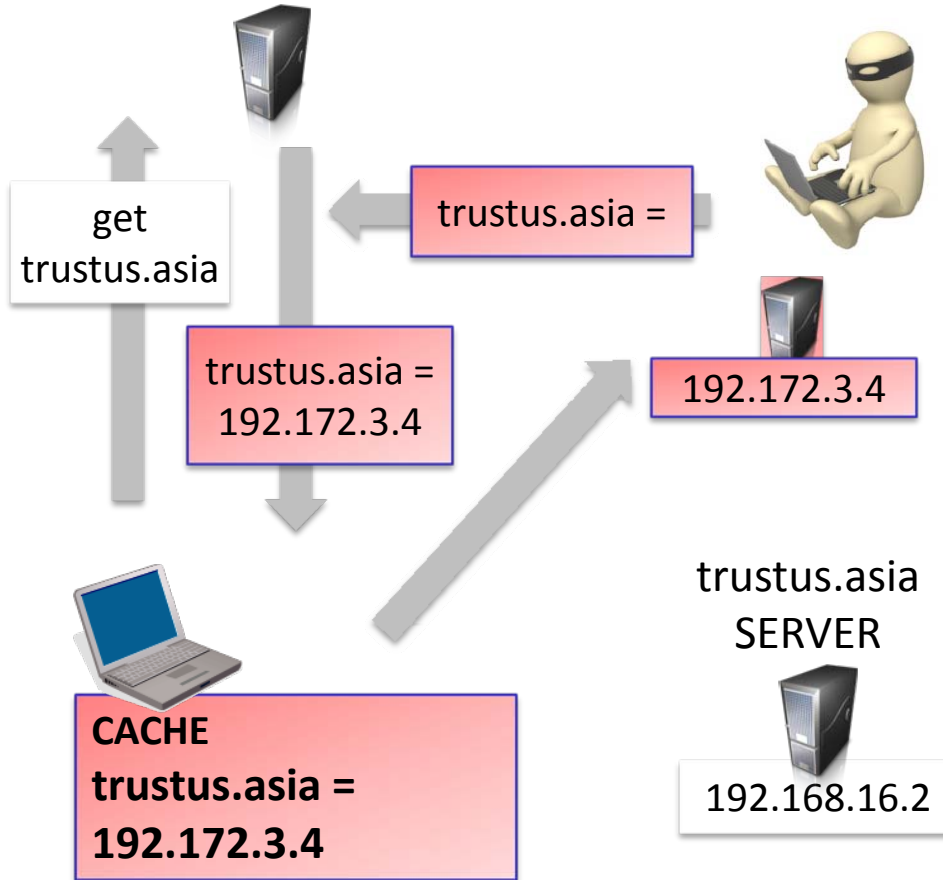 get
trustus.asia
trustus.asia =
trustus.asia =
192.172.3.4
192.172.3.4
trustus.asia
SERVER
192.168.16.2
CACHE
trustus.asia =
192.172.3.4